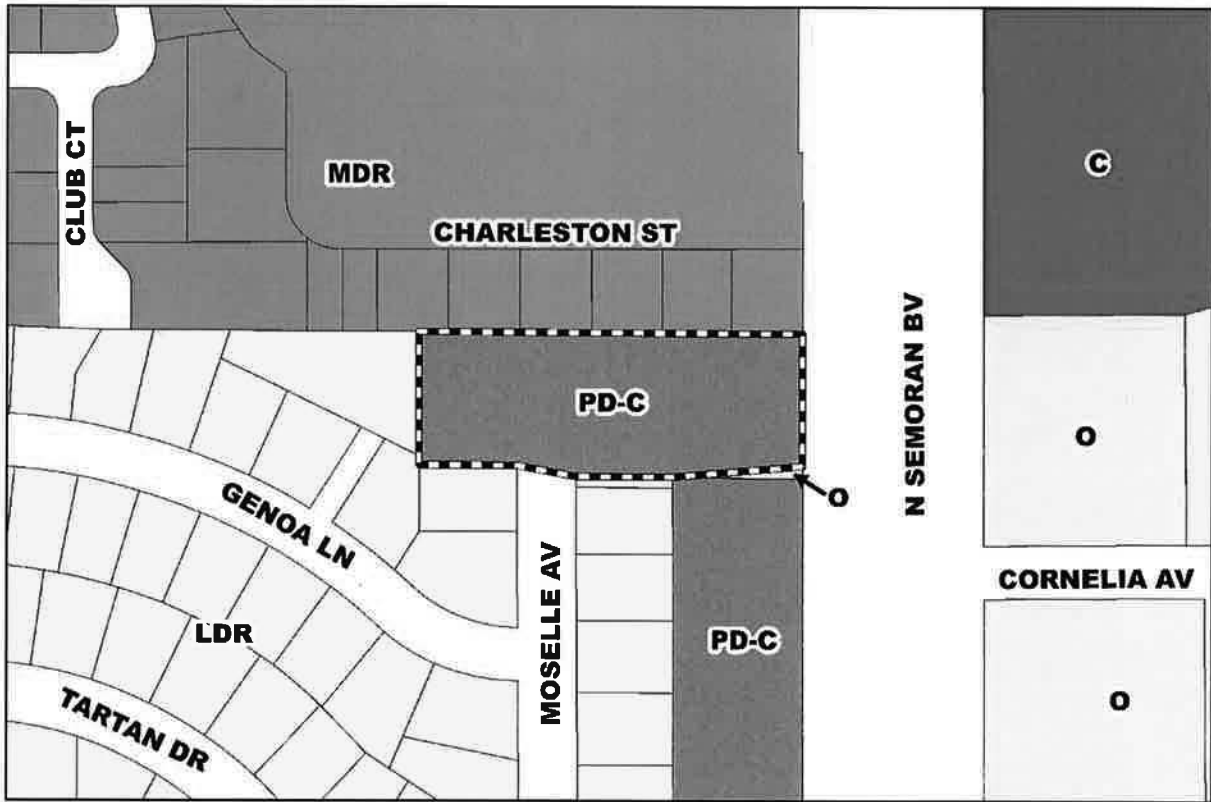 CLUB CT
MDR
C
CHARLESTON ST
N SEMORAN BV
PD-C
O
O
GENOA LN
MOSELLE AV
CORNELIA AV
LDR
PD-C
O
TARTAN DR